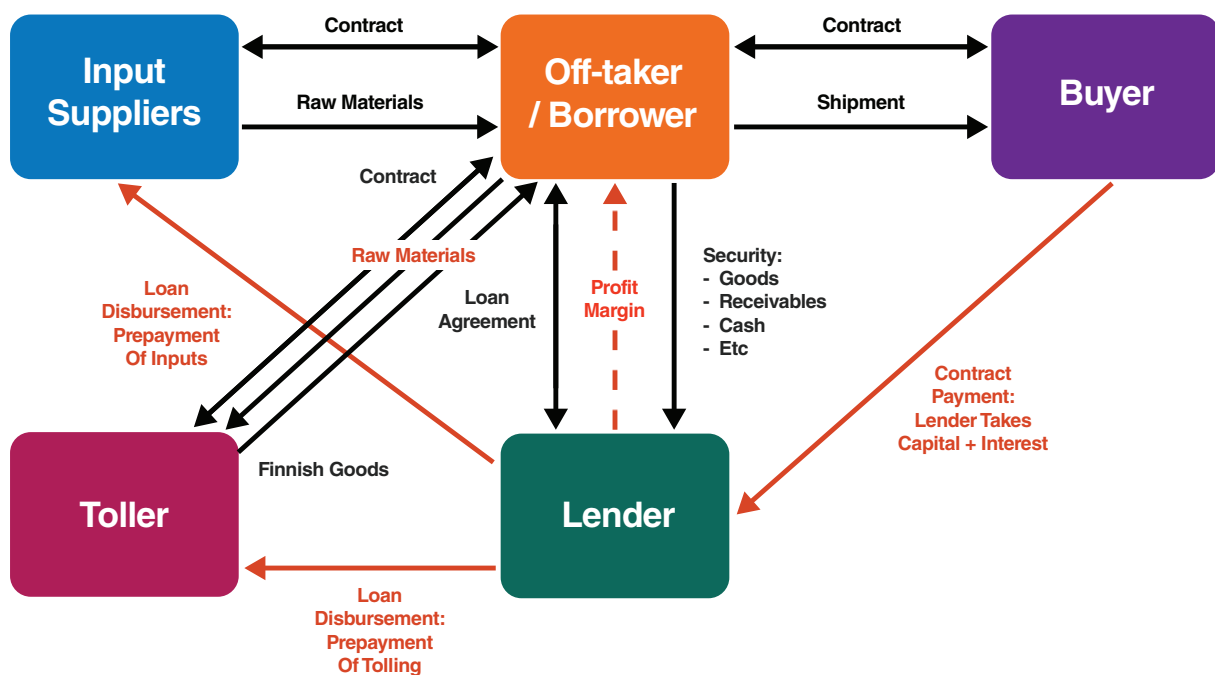 Contract
Contract
Input
Suppliers
Off-taker
/ Borrower
Buyer
Raw Materials
Shipment
Contract
Raw Materials
Security:
- Goods
- Receivables
- Cash
- Etc
Loan
Disbursement:
Prepayment
Of Inputs
Loan
Agreement
Profit
Margin
Contract
Payment:
Lender Takes
Capital + Interest
Finnish Goods
Toller
Lender
Loan
Disbursement:
Prepayment
Of Tolling